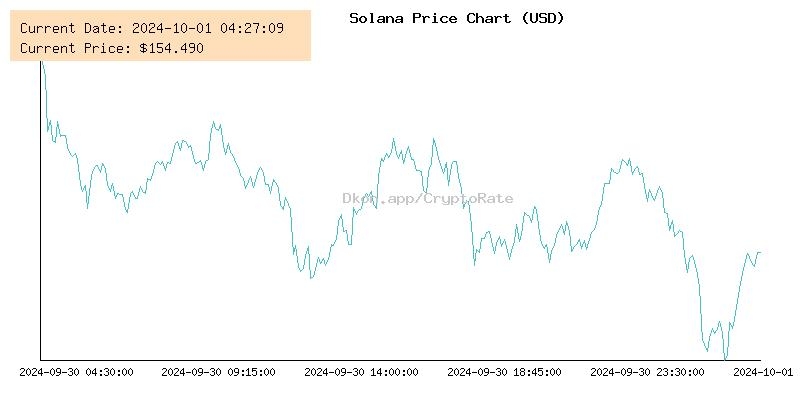 Solana Price Chart (USD)
Current Date: 2024-10-01 04:27:09
Current Price: $154.490
Dkor.app/CryptoRate
2024-09-30 04:30:00
2024-09-30 09:15:00
2024-09-30 14:00:00
2024-09-30 18:45:00
2024-09-30 23:30:00
2024-10-01